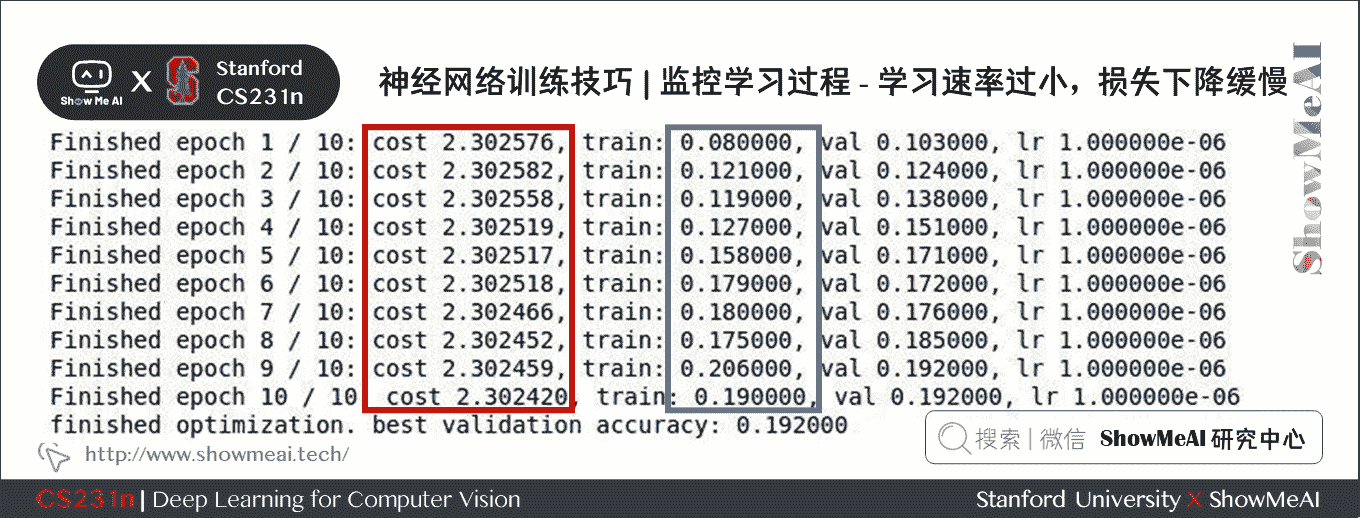 Show Me AI
X
Stanford
CS231n
神经网络训练技巧 | 监控学习过程 - 学习速率过小，损失下降缓慢
ShowMeAI
Finished epoch 1 / 10: cost 2.302576, train: 0.080000, val 0.103000, lr 1.000000e-06
Finished epoch 2 / 10: cost 2.302582, train: 0.121000, val 0.124000, lr 1.000000e-06
Finished epoch 3 / 10: cost 2.302558, train: 0.119000, val 0.138000, lr 1.000000e-06
Finished epoch 4 / 10: cost 2.302519, train: 0.127000, val 0.151000, lr 1.000000e-06
Finished epoch 5 / 10: cost 2.302517, train: 0.158000, val 0.171000, lr 1.000000e-06
Finished epoch 6 / 10: cost 2.302518, train: 0.179000, val 0.172000, lr 1.000000e-06
Finished epoch 7 / 10: cost 2.302466, train: 0.180000, val 0.176000, lr 1.000000e-06
Finished epoch 8 / 10: cost 2.302452, train: 0.175000, val 0.185000, lr 1.000000e-06
Finished epoch 9 / 10: cost 2.302459, train: 0.206000, val 0.192000, lr 1.000000e-06
Finished epoch 10 / 10 cost 2.302420, train: 0.190000, val 0.192000, lr 1.000000e-06
finished optimization. best validation accuracy: 0.192000
搜索 | 微信 ShowMeAI 研究中心
http://www.showmeai.tech/
CS231n | Deep Learning for Computer Vision
Stanford University X ShowMeAI